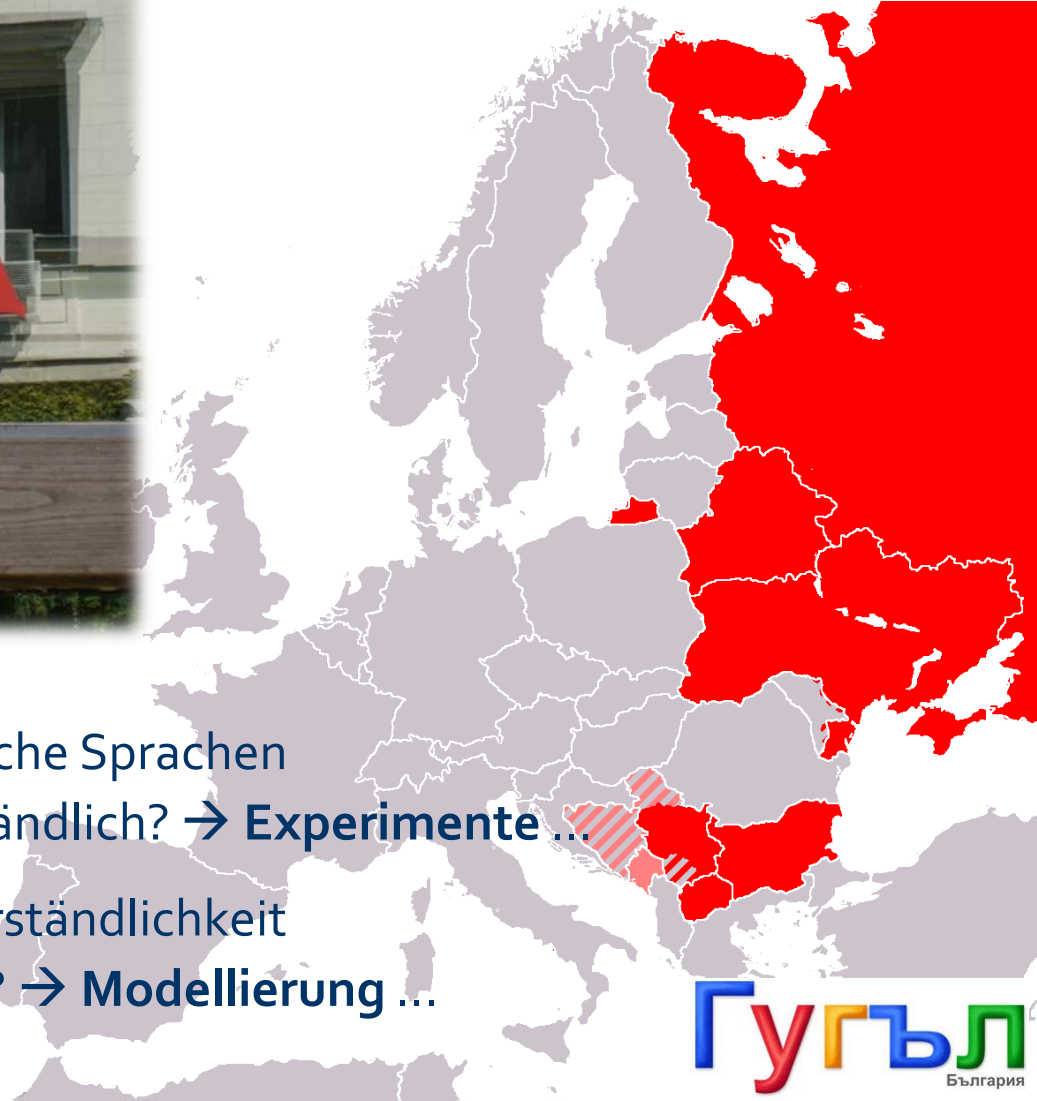 che Sprachen
ändlich? → Experimente ...
rständlichkeit
? → Modellierung ...
Гугъл
България